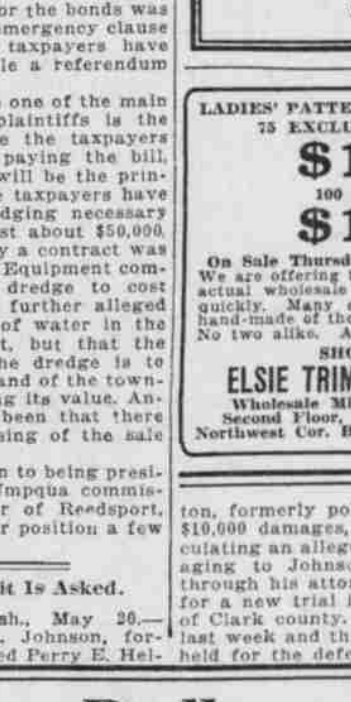 or the bonds was
emergency clause
taxpayers have
le a referendum
one of the main
plaintiffs is the
e the taxpayers
paying the bill,
will be the prin-
taxpayers have
dging necessary
st about $50,000.
y a contract was
Equipment com-
dredge to cost
further alleged
of water in the
t, but that the
he dredge is to
and of the town-
ng its value. An-
been that there
sing of the sale
n to being presi-
Umpqua commis-
r of Reedsport,
r position a few
it Is Asked.
sh., May 26.—
. Johnson, for-
ed Perry E. Hel-
LADIES' PATTE
75 EXCLU
$1
100
$1
On Sale Thursd
We are offering
actual wholesale
quickly. Many
hand-made of
No two alike. A
SHO
ELSIE TRIM
Wholesale
Second Floor,
Northwest Cor. B
ton, formerly po
$10,000 damages,
culating an alleg
aging to Johns
through his atto
for a new trial
of Clark county.
last week and th
held for the defe